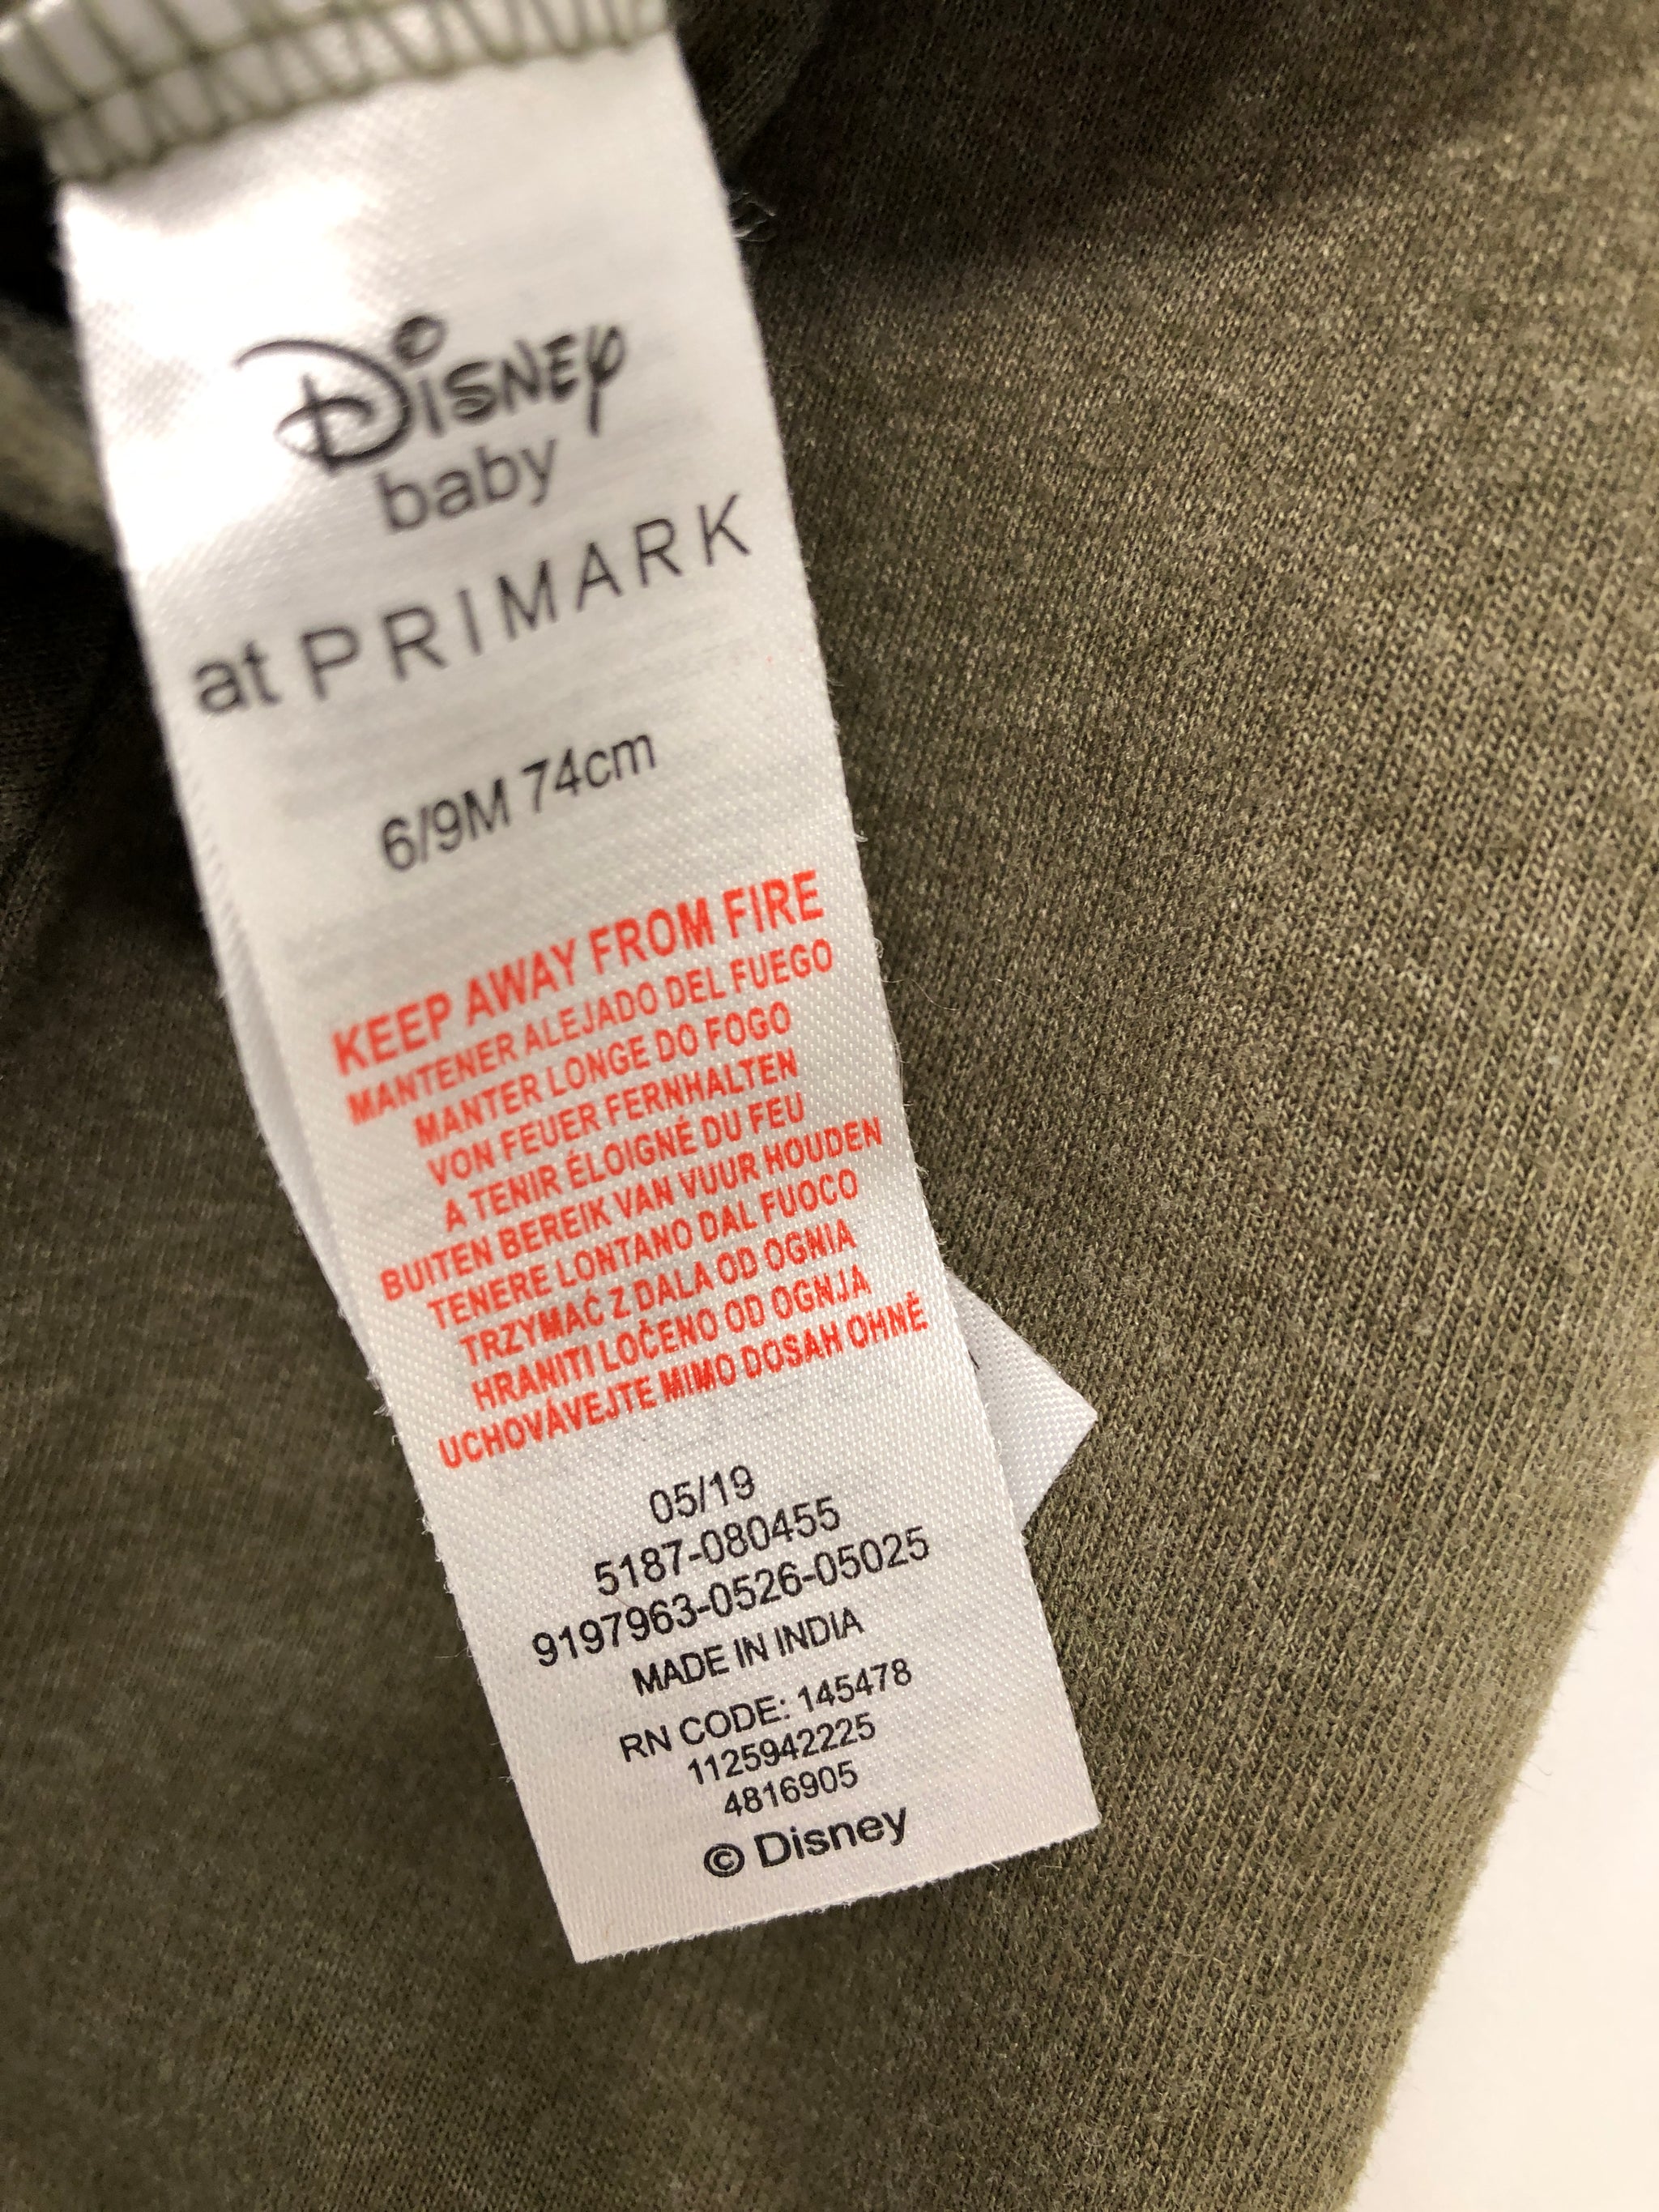 Disney
baby
at PRIMARK
6/9M 74cm
KEEP AWAY FROM FIRE
MANTENER ALEJADO DEL FUEGO
MANTER LONGE DO FOGO
VON FEUER FERNHALTEN
A TENIR ÉLOIGNÉ DU FEU
BUITEN BEREIK VAN VUUR HOUDEN
TENERE LONTANO DAL FUOCO
TRZYMAĆ Z DALA OD OGNIA
HRANITI LOČENO OD OGNJA
UCHOVÁVEJTE MIMO DOSAH OHNĚ
05/19
5187-080455
9197963-0526-05025
MADE IN INDIA
RN CODE: 145478
1125942225
4816905
© Disney